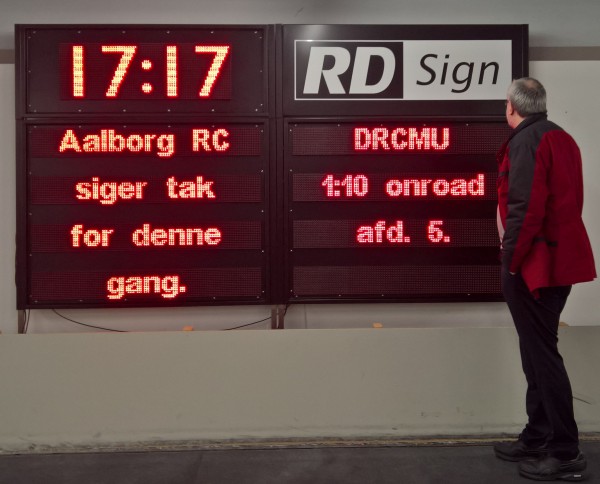 17:17
Aalborg RC
siger tak
for denne
gang.
RD Sign
DRCMU
1:10 onroad
afd. 5.